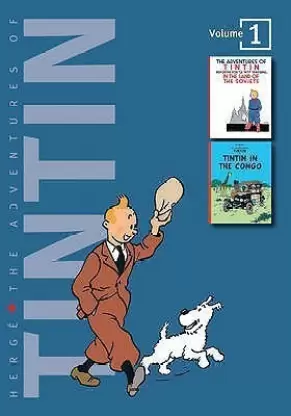 HERGÉ ★ THE ADVENTURES OF
TINTIN
Volume 1
THE ADVENTURES OF
TINTIN
IN THE LAND OF THE
SOVIETS
TINTIN IN
THE CONGO